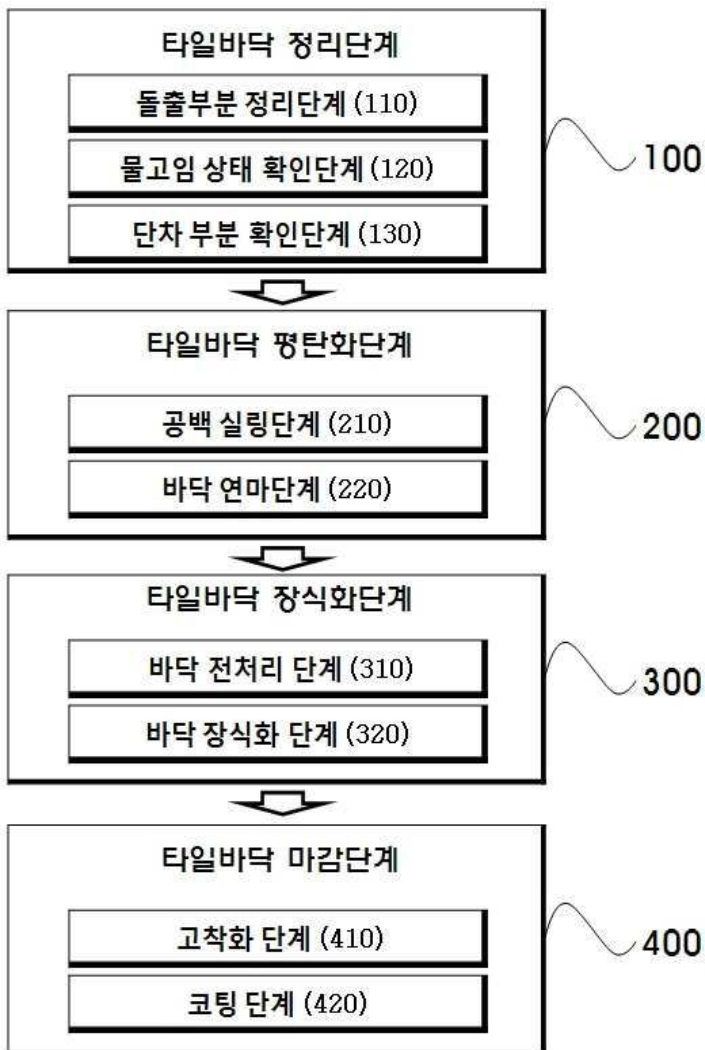 타일바닥 정리단계
돌출부분 정리단계 (110)
물고임 상태 확인단계 (120)
단차 부분 확인단계 (130)
100
타일바닥 평탄화단계
공백 실링단계 (210)
바닥 연마단계 (220)
200
타일바닥 장식화단계
바닥 전처리 단계 (310)
바닥 장식화 단계 (320)
300
타일바닥 마감단계
고착화 단계 (410)
코팅 단계 (420)
400